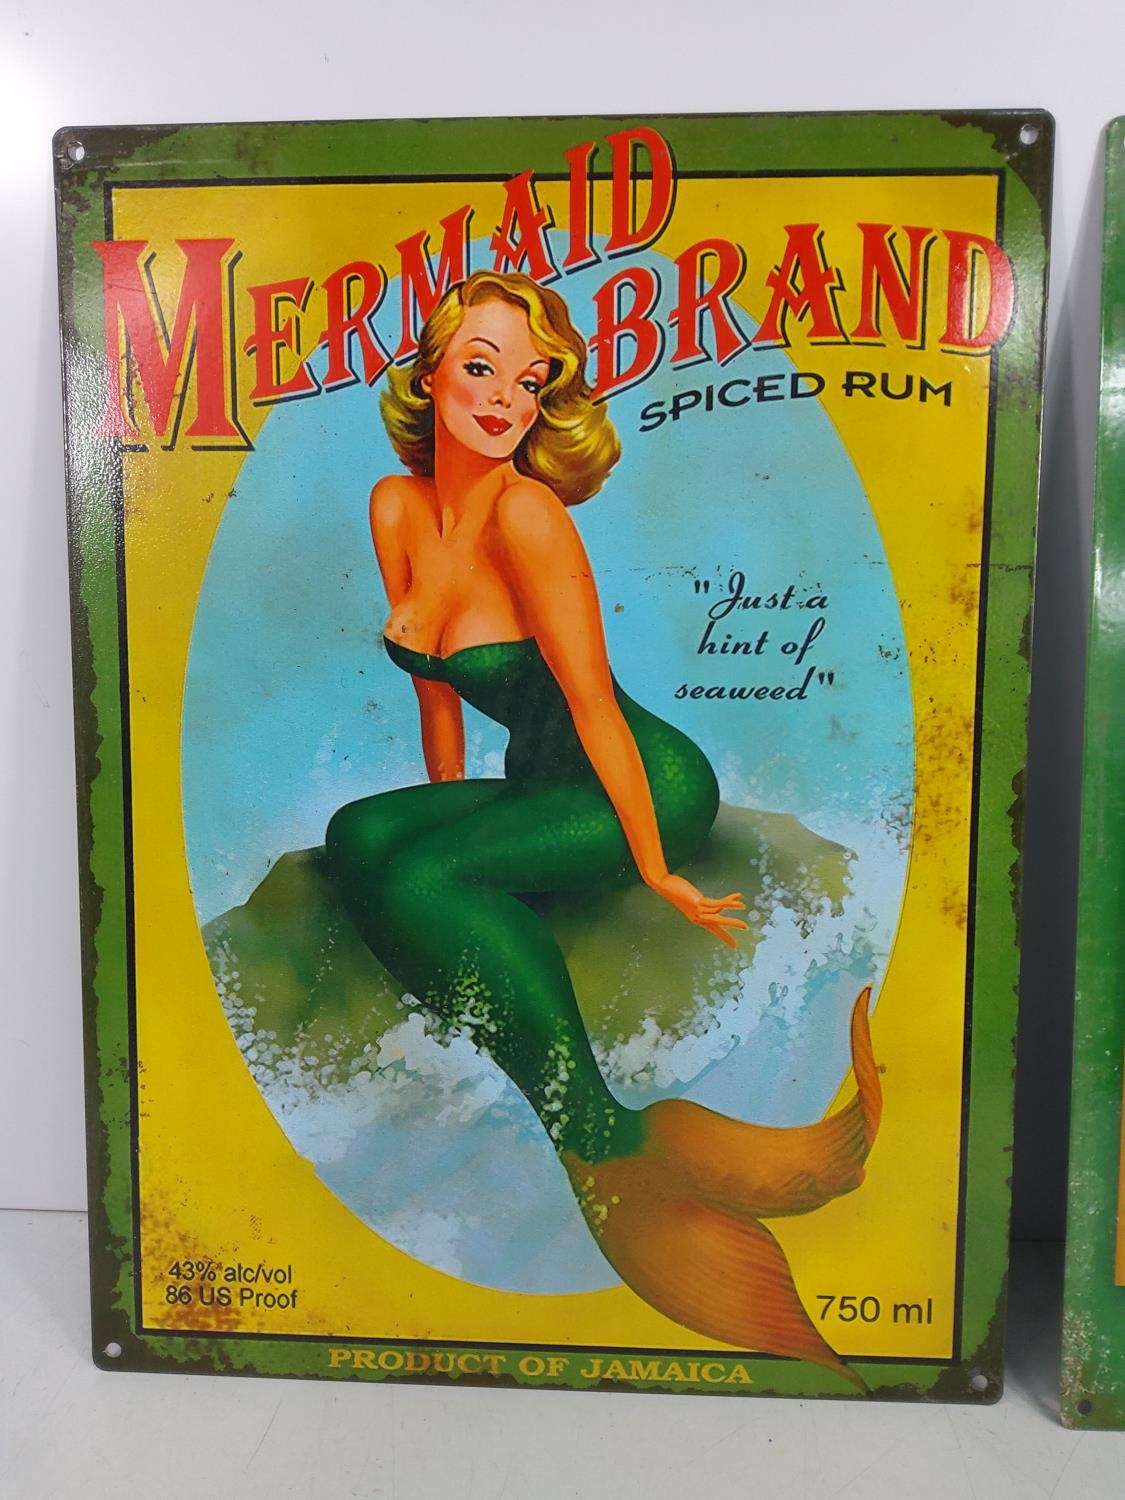 MERMAID
BRAND
SPICED RUM
"Just a
hint of
seaweed"
43% alc/vol
86 US Proof
750 ml
PRODUCT OF JAMAICA